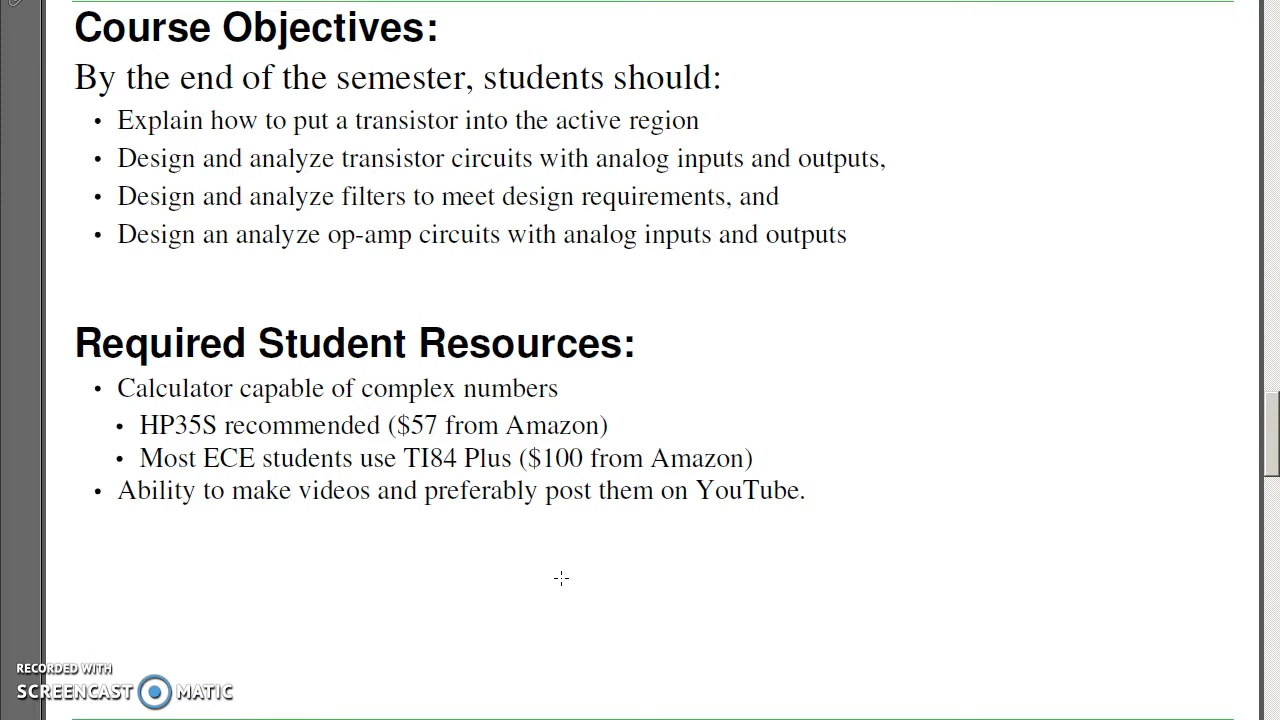 Course Objectives:
By the end of the semester, students should:
• Explain how to put a transistor into the active region
• Design and analyze transistor circuits with analog inputs and outputs,
• Design and analyze filters to meet design requirements, and
• Design an analyze op-amp circuits with analog inputs and outputs
Required Student Resources:
• Calculator capable of complex numbers
• HP35S recommended ($57 from Amazon)
• Most ECE students use TI84 Plus ($100 from Amazon)
• Ability to make videos and preferably post them on YouTube.
RECORDED WITH
SCREENCAST MATIC